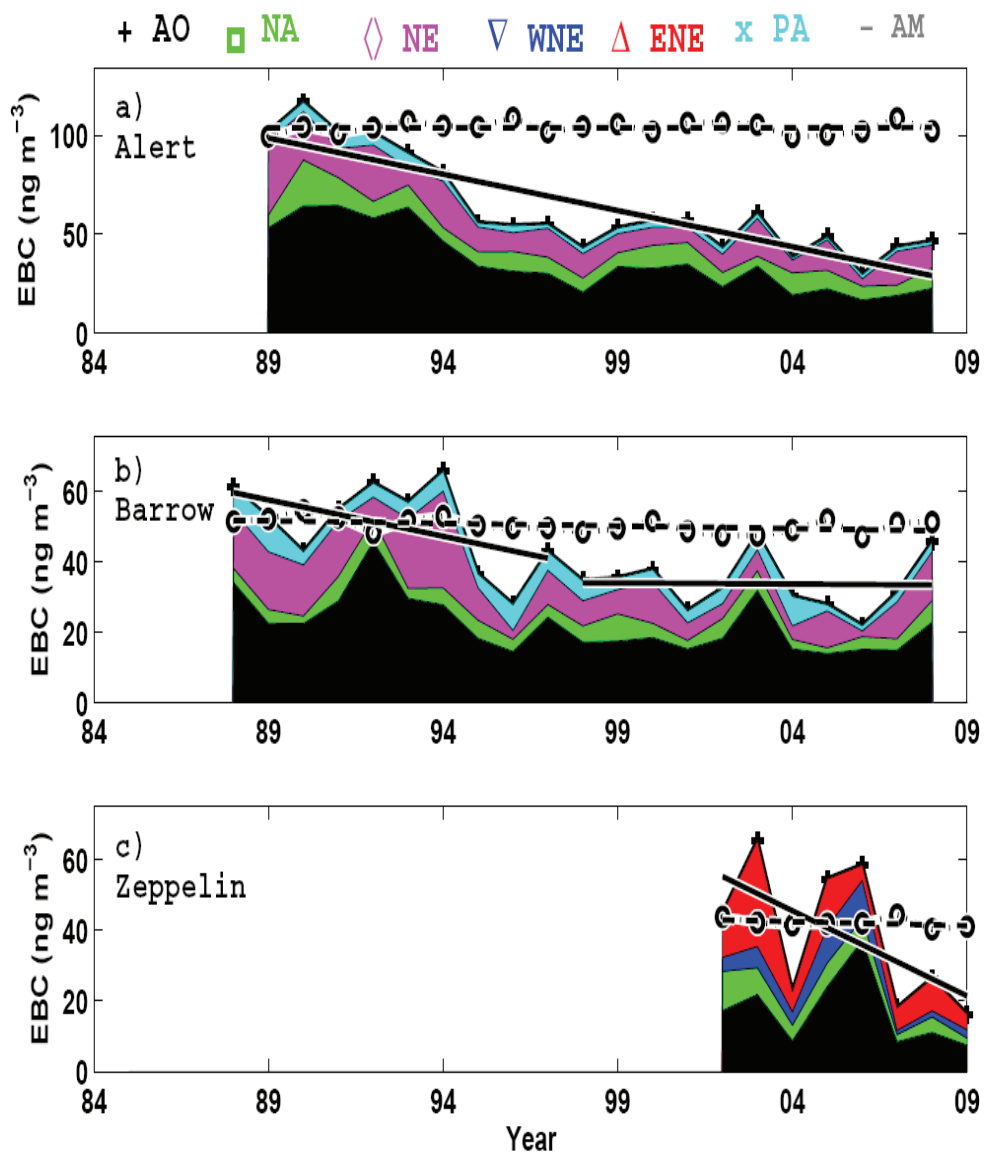 + AO □ NA ◊ NE ▽ WNE △ ENE x PA – AM
a)
Alert
EBC (ng m⁻³)
100
50
0
84 89 94 99 04 09
b)
Barrow
EBC (ng m⁻³)
60
40
20
0
84 89 94 99 04 09
c)
Zeppelin
EBC (ng m⁻³)
60
40
20
0
84 89 94 99 04 09
Year